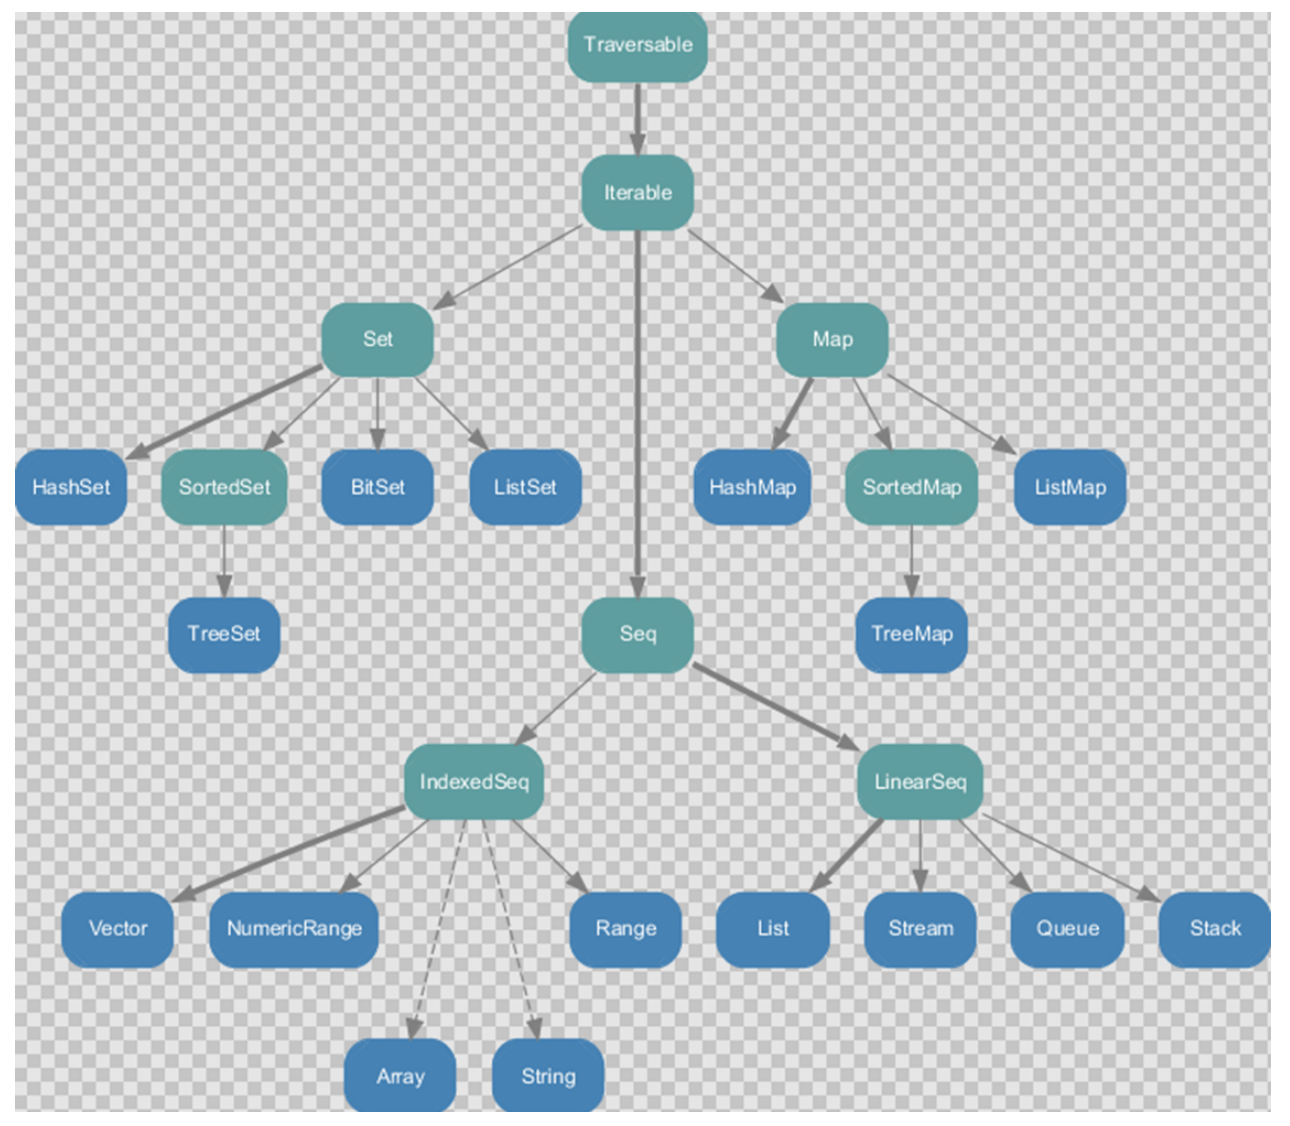 Traversable
Iterable
Set
Map
HashSet
SortedSet
BitSet
ListSet
HashMap
SortedMap
ListMap
TreeSet
Seq
TreeMap
IndexedSeq
LinearSeq
Vector
NumericRange
Range
List
Stream
Queue
Stack
Array
String